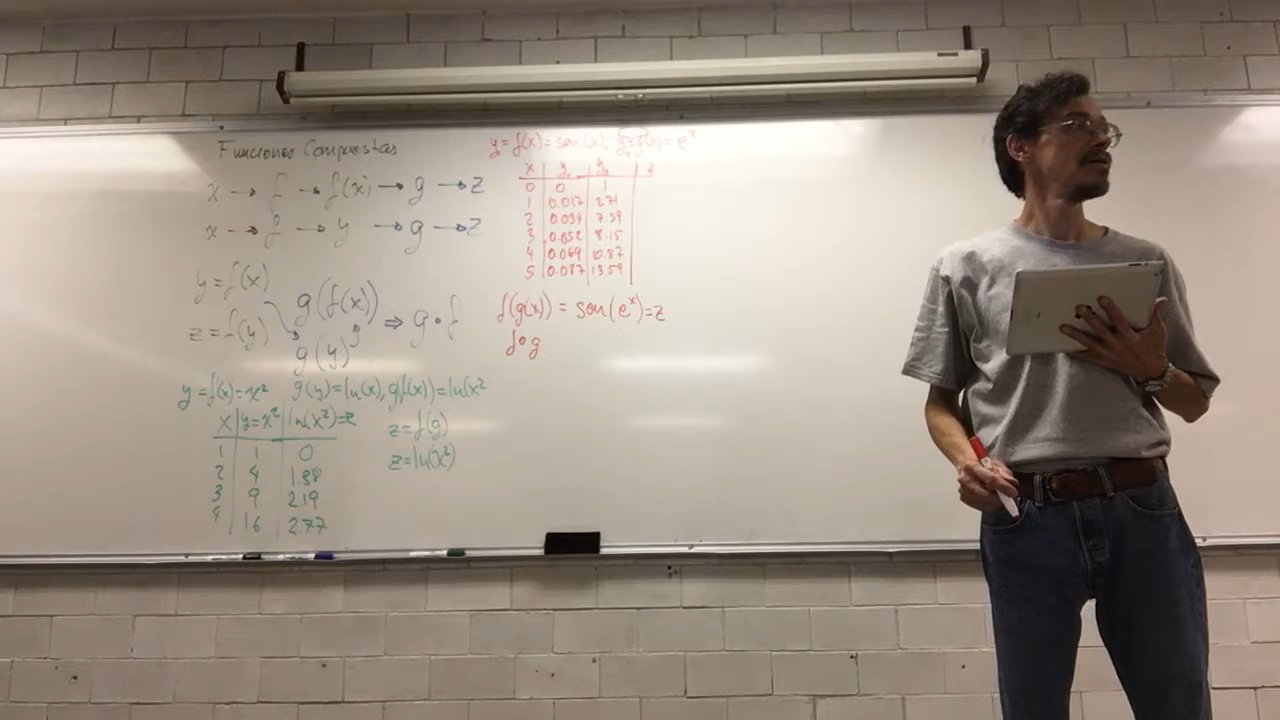 Funciones Compuestas
x → f → f(x) → g → z
x → f → y → g → z
y = f(x)
z = f(y)
g(f(x))
g(y)
⇒ g ∘ f
y = f(x) = x² g(y) = ln(x), g(f(x)) = ln(x²
x y=x² ln(x²)=z
1 1 0
2 4 1.38
3 9 2.19
4 16 2.77
z = f(g)
z = ln(x²)
y = f(x) = sen(x), = e^x
x y y z
0 0 1
1 0.017 2.71
2 0.034 7.39
3 0.052 8.15
4 0.069 10.87
5 0.087 13.59
f(g(x)) = sen(e^x) = z
f∘g